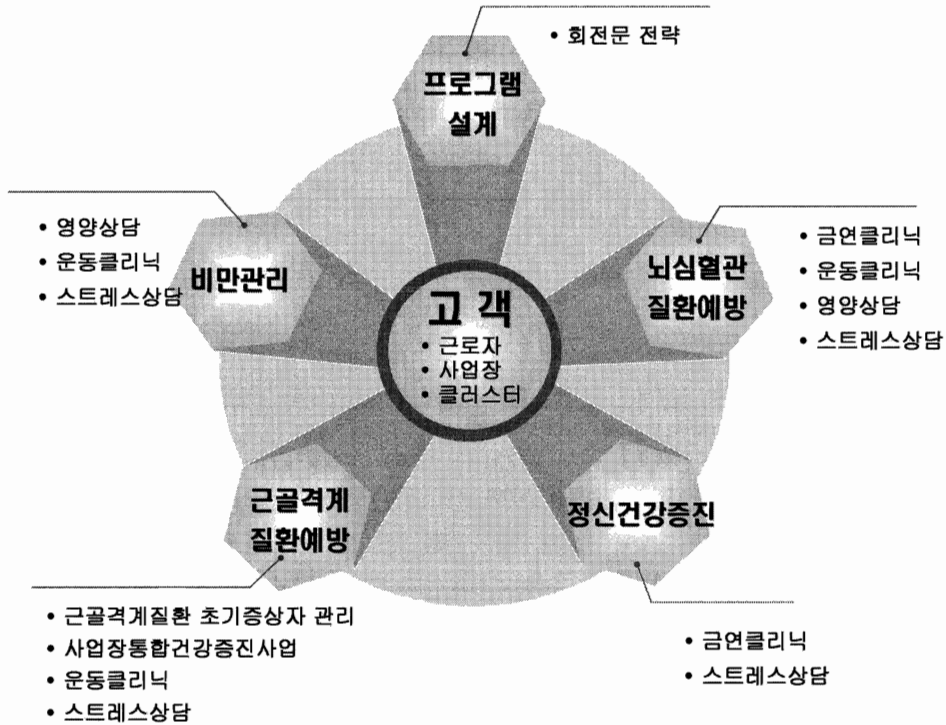 • 회전문 전략
프로그램
설계
• 영양상담
• 운동클리닉
• 스트레스상담
비만관리
뇌심혈관
질환예방
• 금연클리닉
• 운동클리닉
• 영양상담
• 스트레스상담
고 객
• 근로자
• 사업장
• 클러스터
근골격계
질환예방
정신건강증진
• 근골격계질환 초기증상자 관리
• 사업장통합건강증진사업
• 운동클리닉
• 스트레스상담
• 금연클리닉
• 스트레스상담